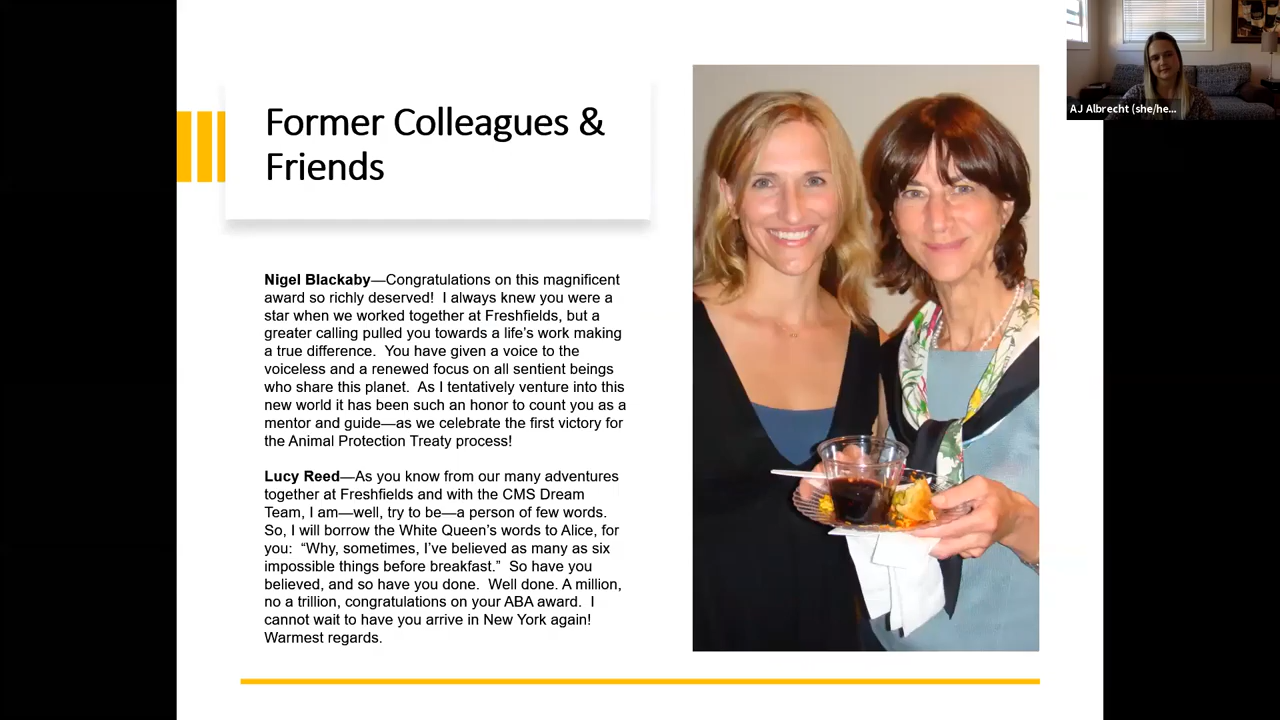 Former Colleagues &
Friends
Nigel Blackaby—Congratulations on this magnificent
award so richly deserved!  I always knew you were a
star when we worked together at Freshfields, but a
greater calling pulled you towards a life’s work making
a true difference.  You have given a voice to the
voiceless and a renewed focus on all sentient beings
who share this planet.  As I tentatively venture into this
new world it has been such an honor to count you as a
mentor and guide—as we celebrate the first victory for
the Animal Protection Treaty process!
Lucy Reed—As you know from our many adventures
together at Freshfields and with the CMS Dream
Team, I am—well, try to be—a person of few words.
So, I will borrow the White Queen’s words to Alice, for
you:  “Why, sometimes, I’ve believed as many as six
impossible things before breakfast.”  So have you
believed, and so have you done.  Well done. A million,
no a trillion, congratulations on your ABA award.  I
cannot wait to have you arrive in New York again!
Warmest regards.
AJ Albrecht (she/he...